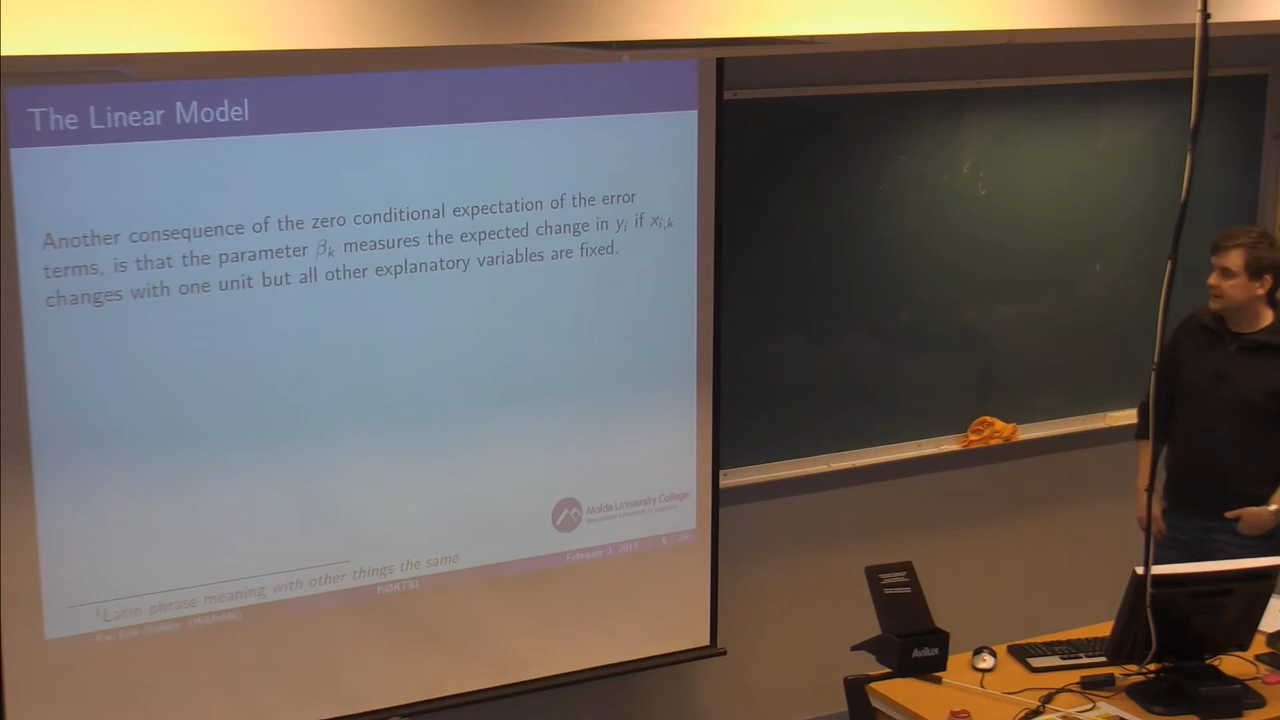 The Linear Model
Another consequence of the zero conditional expectation of the error
terms, is that the parameter βₖ measures the expected change in yᵢ if xᵢ,ₖ
changes with one unit but all other explanatory variables are fixed.
Molde University College
Latin phrase meaning with other things the same
BØK730
February 3, 2015
Avilux